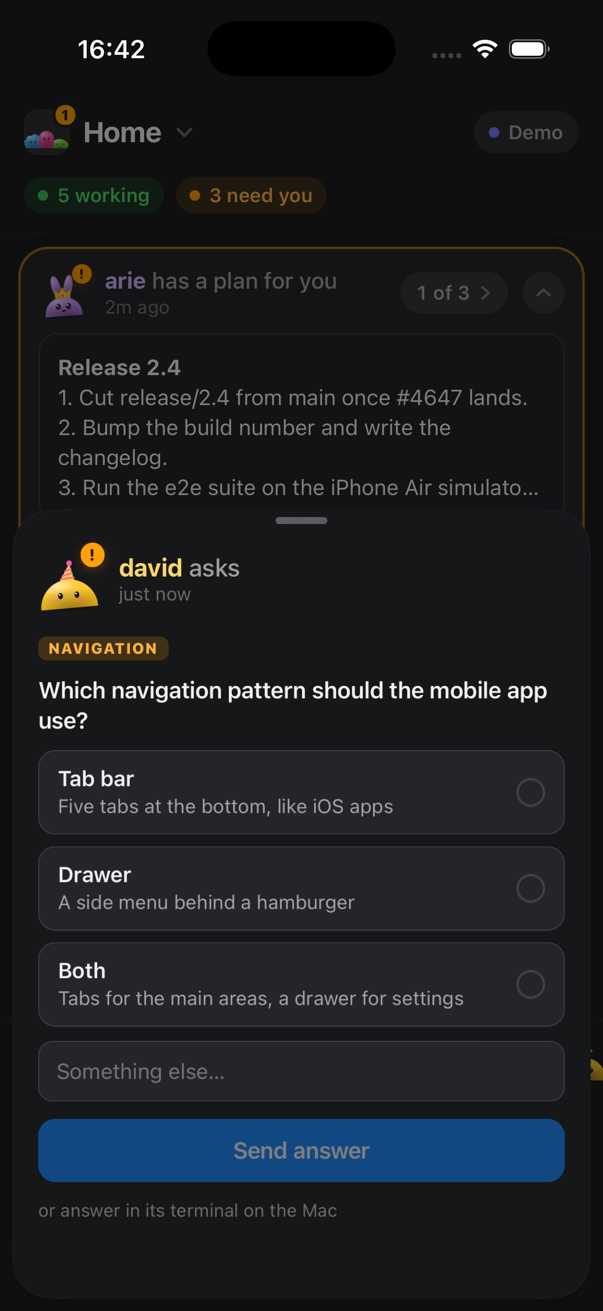 16:42
1
Home
Demo
5 working
3 need you
!
arie has a plan for you
2m ago
1 of 3
Release 2.4
1. Cut release/2.4 from main once #4647 lands.
2. Bump the build number and write the
changelog.
3. Run the e2e suite on the iPhone Air simulato...
!
david asks
just now
NAVIGATION
Which navigation pattern should the mobile app
use?
Tab bar
Five tabs at the bottom, like iOS apps
Drawer
A side menu behind a hamburger
Both
Tabs for the main areas, a drawer for settings
Something else...
Send answer
or answer in its terminal on the Mac